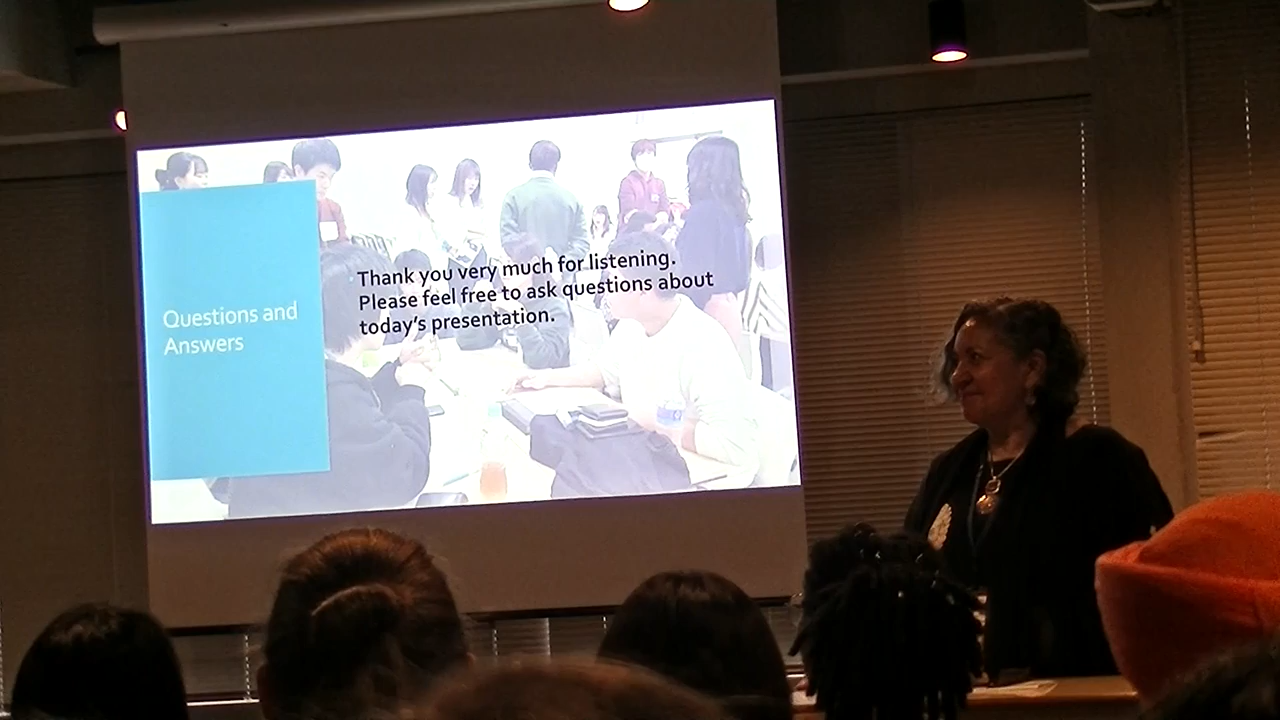 Questions and
Answers
Thank you very much for listening.
Please feel free to ask questions about
today's presentation.